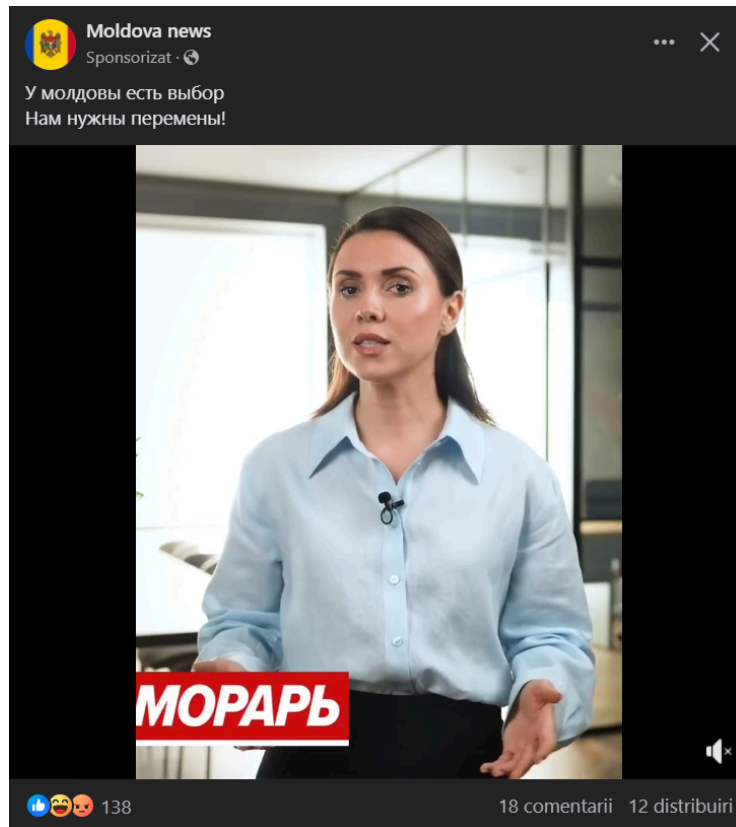 Moldova news
Sponsorizat ·
У молдовы есть выбор
Нам нужны перемены!
МОРАРЬ
138
18 comentarii 12 distribuiri